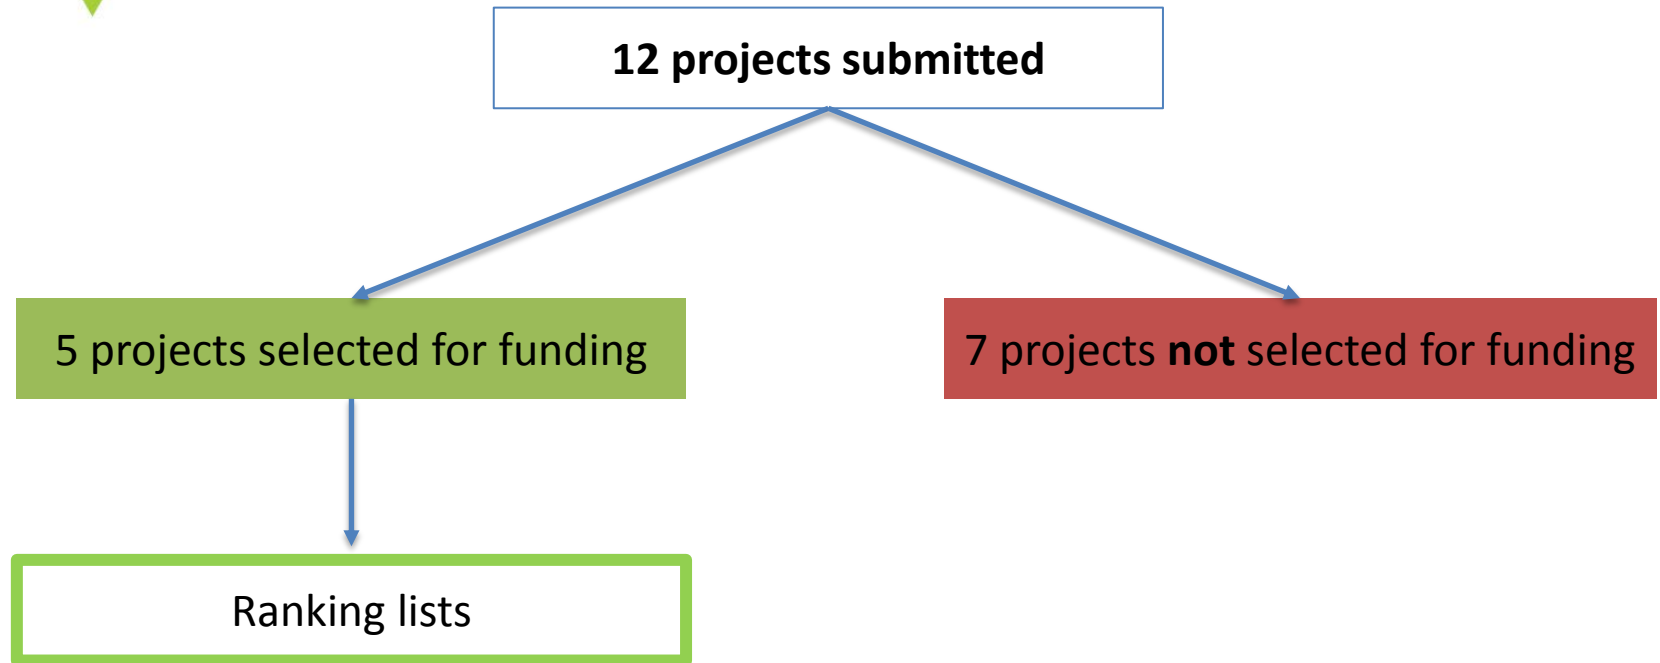 12 projects submitted
5 projects selected for funding
7 projects not selected for funding
Ranking lists